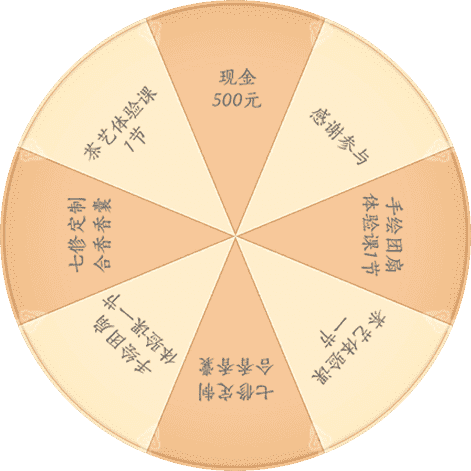 现金
500元
感谢参与
手绘团扇
体验课1节
茶艺体验课
一节
七修定制
合香香囊
手绘团扇
体验课一节
七修定制
合香香囊
茶艺体验课
1节